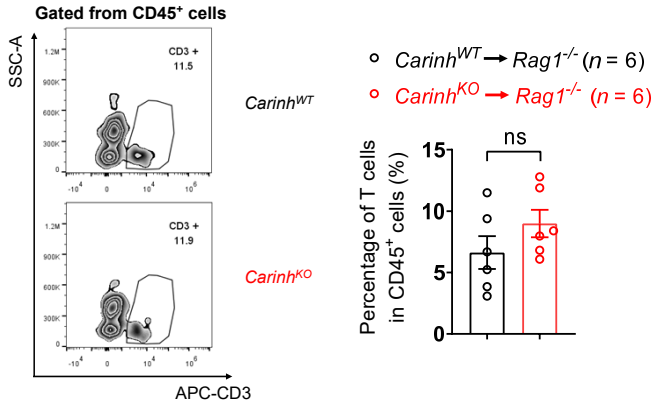 Gated from CD45⁺ cells
SSC-A
1.2M
900K
600K
300K
0
CD3 +
11.5
-10⁴
0
10⁴
10⁶
Carinhᵂᵀ
1.2M
900K
600K
300K
0
CD3 +
11.9
-10⁴
0
10⁴
10⁶
Carinhᴷᴼ
APC-CD3
Carinhᵂᵀ → Rag1⁻/⁻ (n = 6)
Carinhᴷᴼ → Rag1⁻/⁻ (n = 6)
Percentage of T cells
in CD45⁺ cells (%)
15
10
5
0
ns